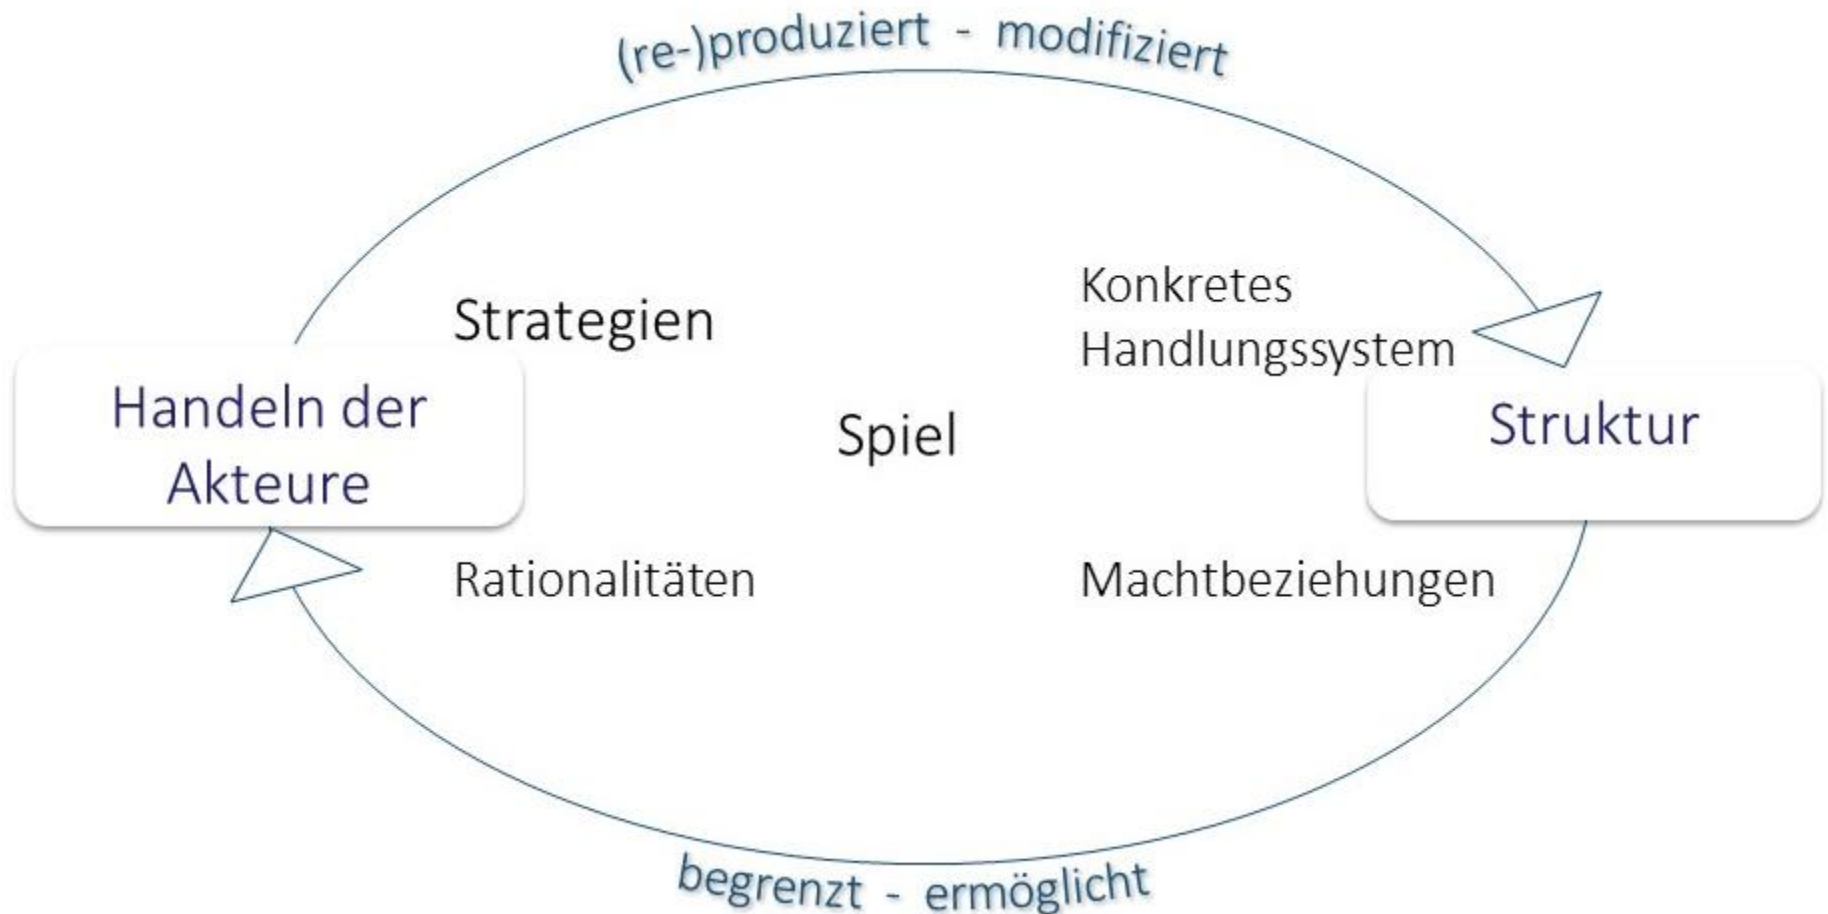 (re-)produziert - modifiziert
Strategien
Konkretes
Handlungssystem
Handeln der
Akteure
Spiel
Struktur
Rationalitäten
Machtbeziehungen
begrenzt - ermöglicht